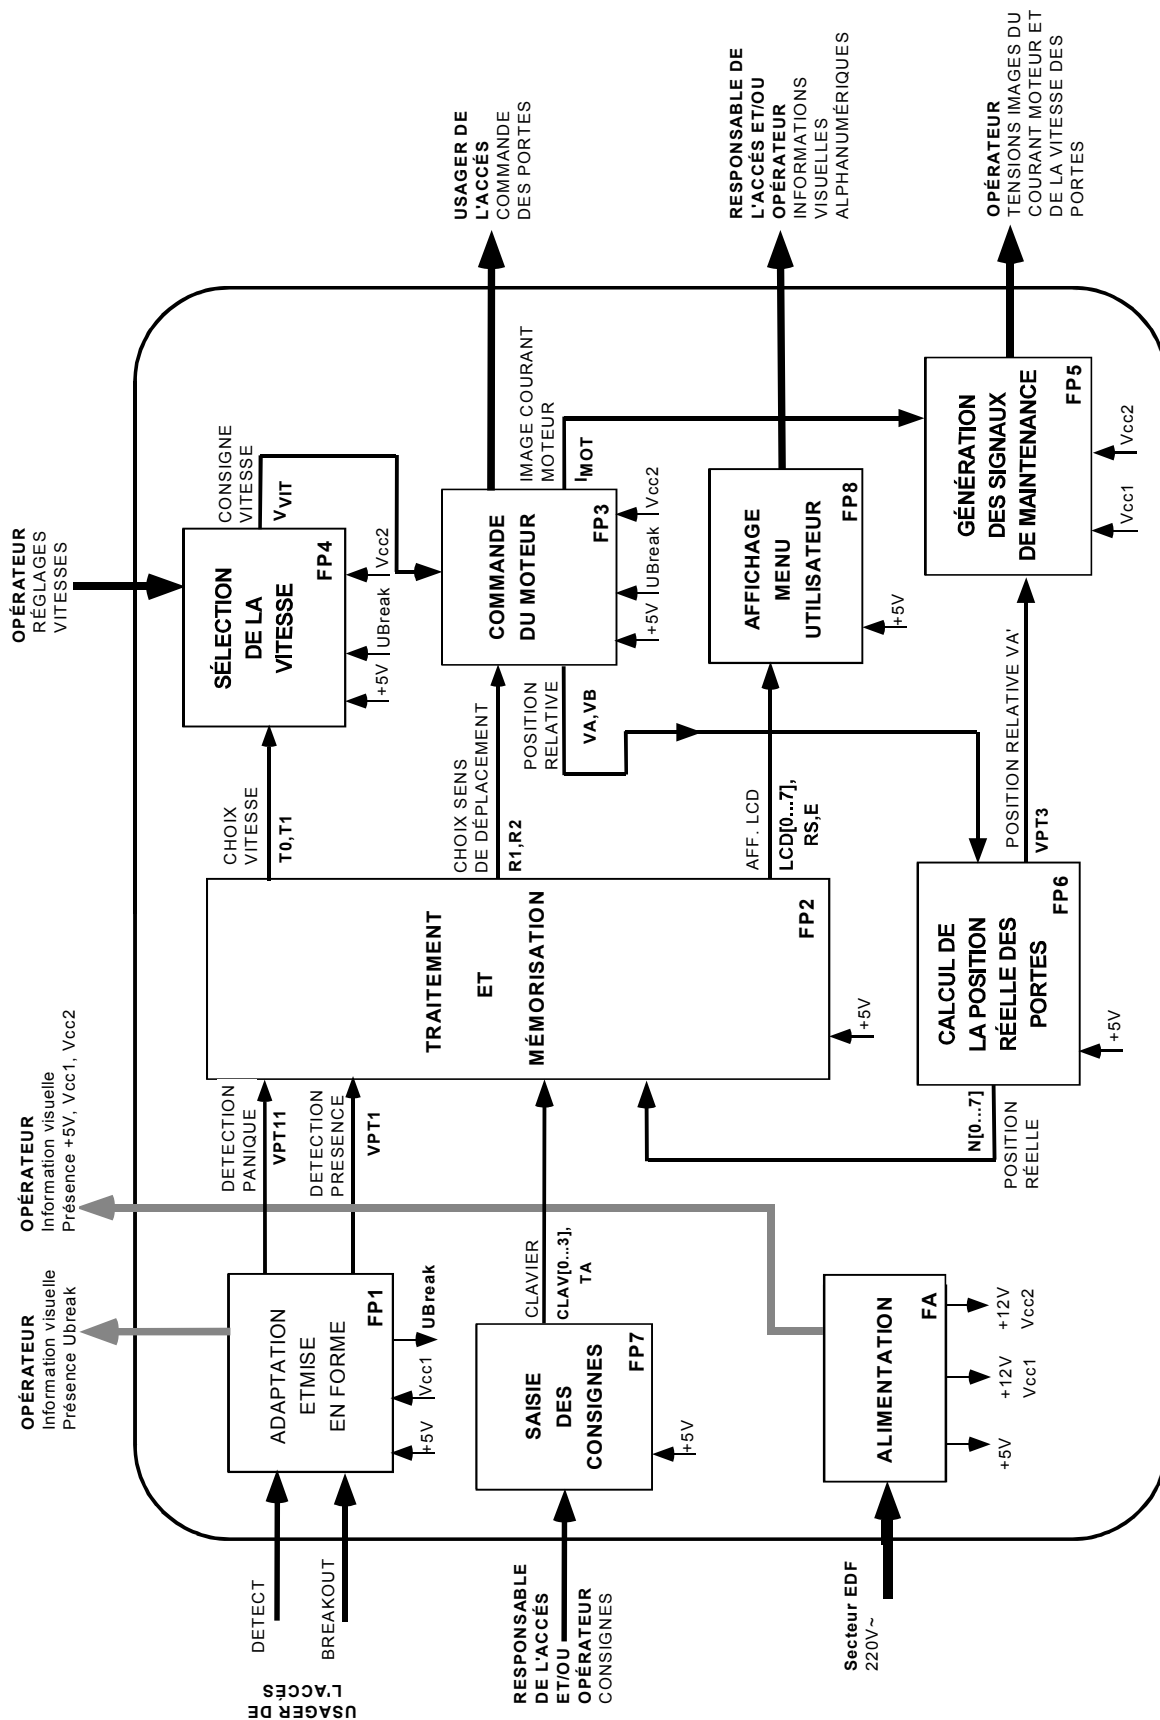 OPÉRATEUR
Information visuelle
Présence Ubreak
OPÉRATEUR
Information visuelle
Présence +5V, Vcc1, Vcc2
OPÉRATEUR
RÉGLAGES
VITESSES
USAGER DE
L'ACCÉS
DETECT
BREAKOUT
ADAPTATION
ETMISE
EN FORME
FP1
+5V
Vcc1
UBreak
DETECTION
PANIQUE
VPT11
DETECTION
PRESENCE
VPT1
TRAITEMENT
ET
MÉMORISATION
FP2
+5V
CHOIX
VITESSE
T0,T1
SÉLECTION
DE LA
VITESSE
FP4
+5V
UBreak
Vcc2
CONSIGNE
VITESSE
VVIT
CHOIX SENS
DE DÉPLACEMENT
R1,R2
POSITION
RELATIVE
VA,VB
COMMANDE
DU MOTEUR
FP3
+5V
UBreak
Vcc2
IMAGE COURANT
MOTEUR
IMOT
USAGER DE
L'ACCÉS
COMMANDE
DES PORTES
RESPONSABLE
DE L'ACCÉS
ET/OU
OPÉRATEUR
CONSIGNES
SAISIE
DES
CONSIGNES
FP7
+5V
CLAVIER
CLAV[0...3],
TA
AFF. LCD
LCD[0...7],
RS,E
AFFICHAGE
MENU
UTILISATEUR
FP8
+5V
RESPONSABLE DE
L'ACCÉS ET/OU
OPÉRATEUR
INFORMATIONS
VISUELLES
ALPHANUMÉRIQUES
Secteur EDF
220V~
ALIMENTATION
FA
+5V
+12V
Vcc1
+12V
Vcc2
N[0...7]
POSITION
RÉELLE
CALCUL DE
LA POSITION
RÉELLE DES
PORTES
FP6
+5V
POSITION RELATIVE VA'
VPT3
GÉNÉRATION
DES SIGNAUX
DE MAINTENANCE
FP5
Vcc1
Vcc2
OPÉRATEUR
TENSIONS IMAGES DU
COURANT MOTEUR ET
DE LA VITESSE DES
PORTES